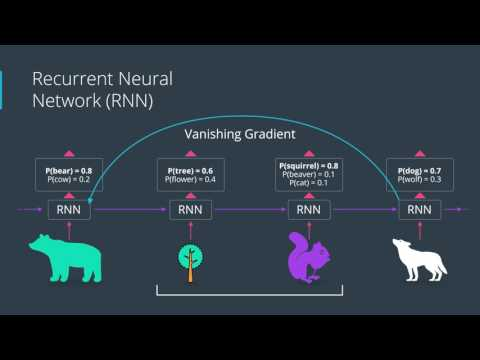 Recurrent Neural
Network (RNN)
Vanishing Gradient
P(bear) = 0.8
P(cow) = 0.2
P(tree) = 0.6
P(flower) = 0.4
P(squirrel) = 0.8
P(beaver) = 0.1
P(cat) = 0.1
P(dog) = 0.7
P(wolf) = 0.3
RNN
RNN
RNN
RNN